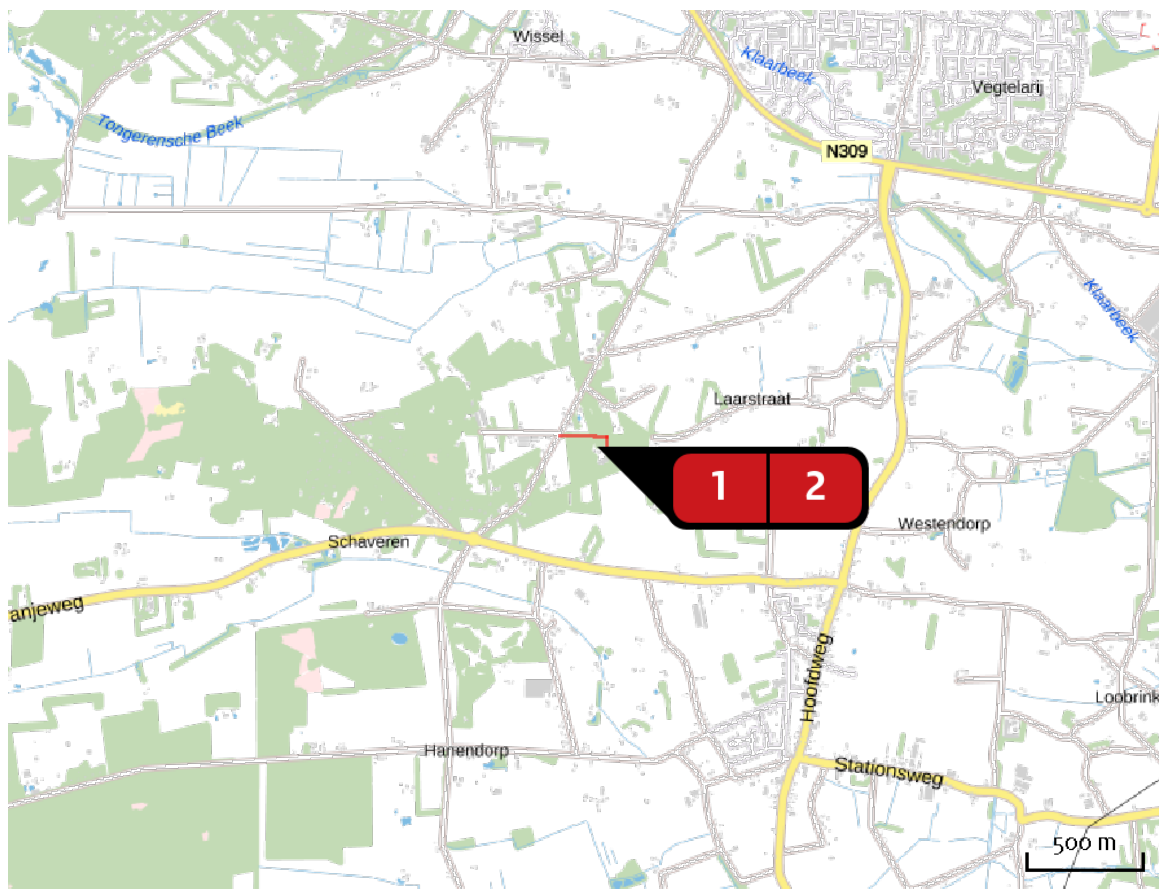 Wissel
Klaarbeek
Vegtelarij
Tongerensche Beek
N309
Klaarbeek
Laarstraat
1 2
Westendorp
Schaveren
anjeweg
Hoofdweg
Loobrink
Hanendorp
Stationsweg
500 m